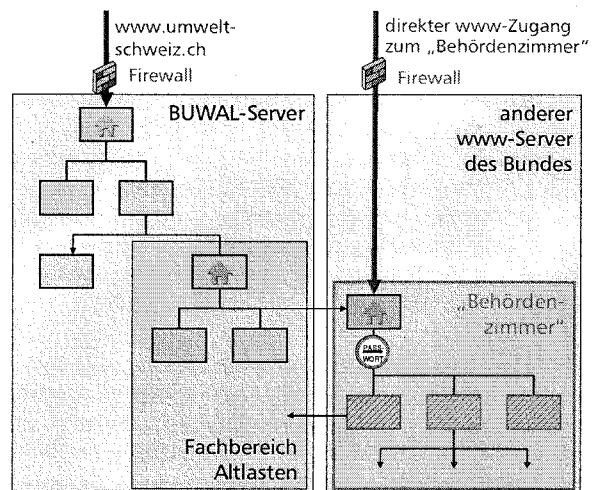 www.umwelt-
schweiz.ch
Firewall
direkter www-Zugang
zum „Behördenzimmer"
Firewall
BUWAL-Server
anderer
www-Server
des Bundes
„Behörden-
zimmer"
PASS
WORT
Fachbereich
Altlasten